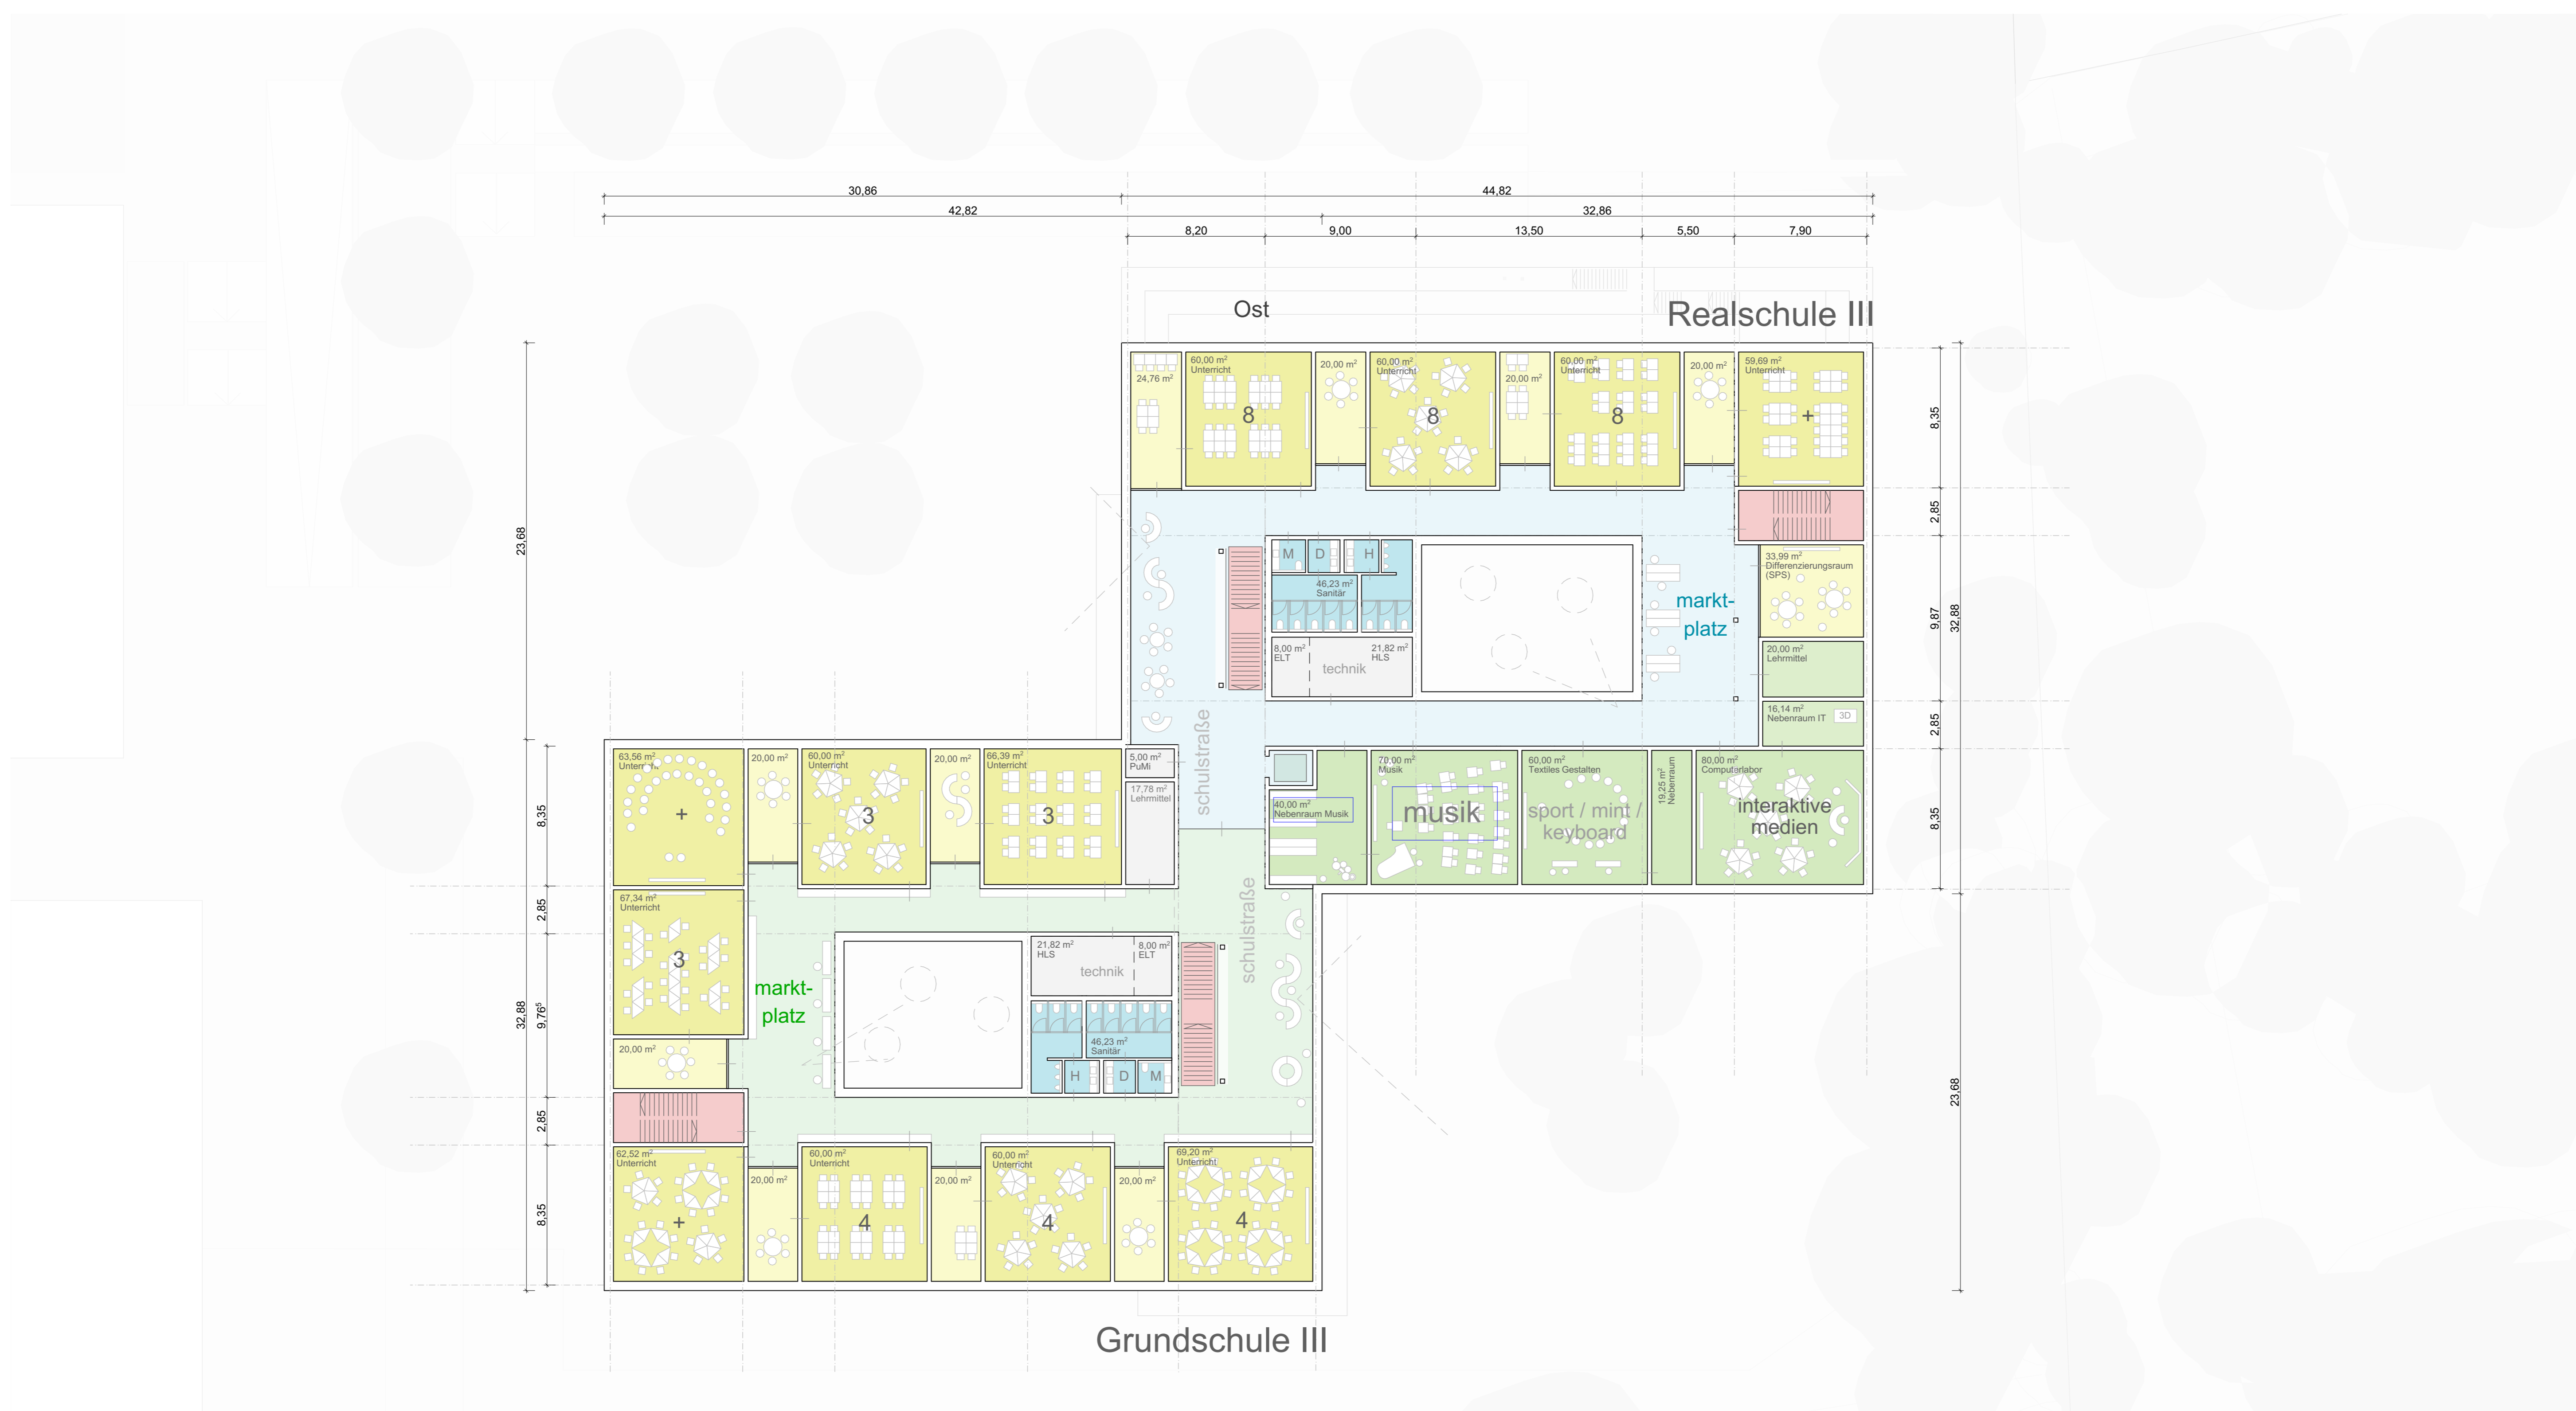 30,86
44,82
42,82
32,86
8,20
9,00
13,50
5,50
7,90
Ost
Realschule III
24,76 m²
60,00 m²
Unterricht
8
20,00 m²
60,00 m²
Unterricht
8
20,00 m²
60,00 m²
Unterricht
8
20,00 m²
59,69 m²
Unterricht
+
8,35
2,85
9,87
32,88
2,85
8,35
23,68
23,68
M
D
H
46,23 m²
Sanitär
8,00 m²
ELT
21,82 m²
HLS
technik
markt-
platz
33,99 m²
Differenzierungsraum
(SPS)
20,00 m²
Lehrmittel
16,14 m²
Nebenraum IT
3D
schulstraße
63,56 m²
Unterricht
+
20,00 m²
60,00 m²
Unterricht
3
20,00 m²
66,39 m²
Unterricht
3
5,00 m²
PuMi
17,78 m²
Lehrmittel
40,00 m²
Nebenraum Musik
70,00 m²
Musik
musik
60,00 m²
Textiles Gestalten
sport / mint /
keyboard
19,25 m²
Nebenraum
80,00 m²
Computerlabor
interaktive
medien
8,35
2,85
32,88
9,76⁵
2,85
8,35
67,34 m²
Unterricht
3
markt-
platz
21,82 m²
HLS
8,00 m²
ELT
technik
46,23 m²
Sanitär
H
D
M
schulstraße
20,00 m²
62,52 m²
Unterricht
+
20,00 m²
60,00 m²
Unterricht
4
20,00 m²
60,00 m²
Unterricht
4
20,00 m²
69,20 m²
Unterricht
4
Grundschule III